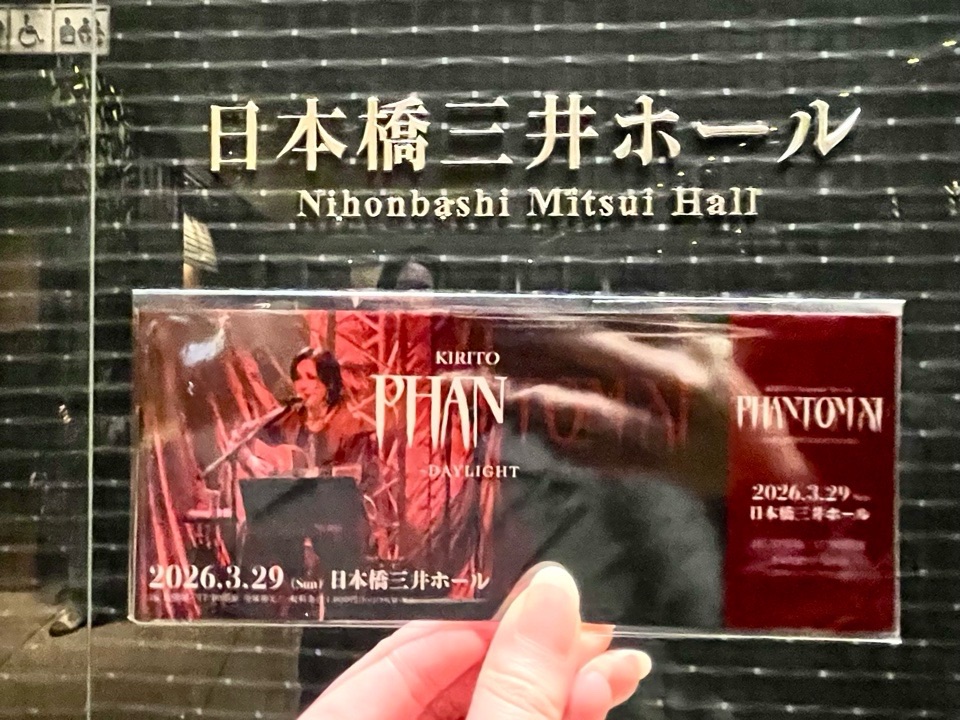 日本橋三井ホール
Nihonbashi Mitsui Hall
KIRITO
PHANTOM XI
DAYLIGHT
2026.3.29 (Sun) 日本橋三井ホール
PHANTOM XI
2026.3.29
日本橋三井ホール